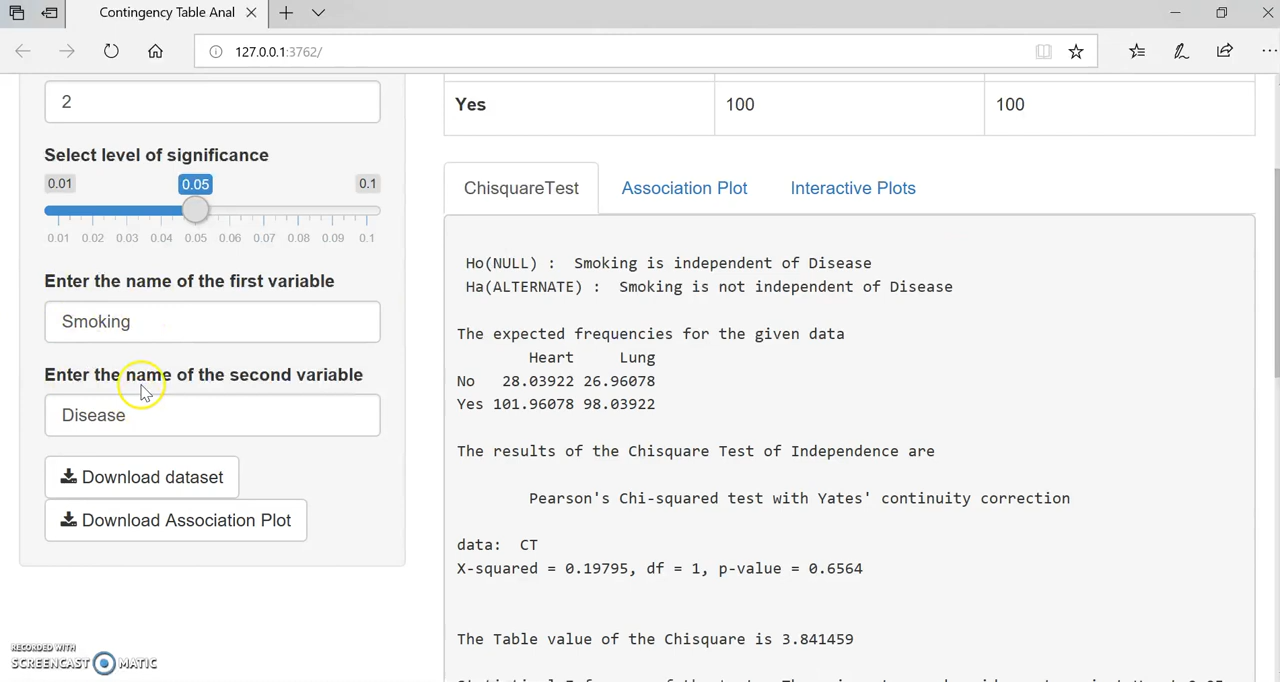 Contingency Table Anal
127.0.0.1:3762/
2
Select level of significance
0.01 0.05 0.1
0.01 0.02 0.03 0.04 0.05 0.06 0.07 0.08 0.09 0.1
Enter the name of the first variable
Smoking
Enter the name of the second variable
Disease
Download dataset
Download Association Plot
RECORDED WITH
SCREENCAST MATIC
Yes 100 100
ChisquareTest Association Plot Interactive Plots
Ho(NULL) : Smoking is independent of Disease
Ha(ALTERNATE) : Smoking is not independent of Disease
The expected frequencies for the given data
Heart Lung
No 28.03922 26.96078
Yes 101.96078 98.03922
The results of the Chisquare Test of Independence are
Pearson's Chi-squared test with Yates' continuity correction
data: CT
X-squared = 0.19795, df = 1, p-value = 0.6564
The Table value of the Chisquare is 3.841459